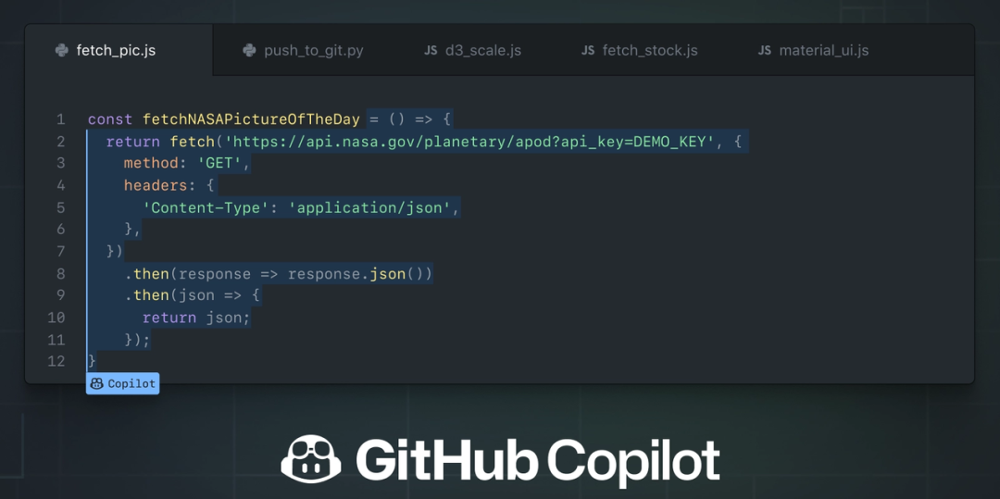 fetch_pic.js push_to_git.py JS d3_scale.js JS fetch_stock.js JS material_ui.js
1 const fetchNASAPictureOfTheDay = () => {
2   return fetch('https://api.nasa.gov/planetary/apod?api_key=DEMO_KEY', {
3     method: 'GET',
4     headers: {
5       'Content-Type': 'application/json',
6     },
7   })
8     .then(response => response.json())
9     .then(json => {
10       return json;
11     });
12 }
Copilot
GitHub Copilot